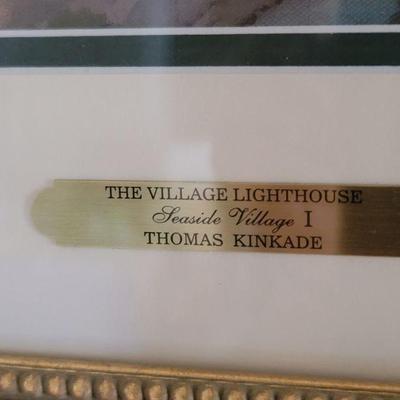 THE VILLAGE LIGHTHOUSE
Seaside Village I
THOMAS KINKADE